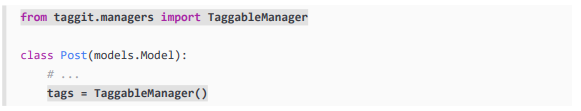 from taggit.managers import TaggableManager
class Post(models.Model):
    # ...
    tags = TaggableManager()